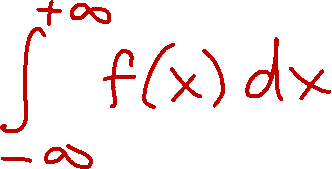 ∫_{-∞}^{+∞} f(x) dx